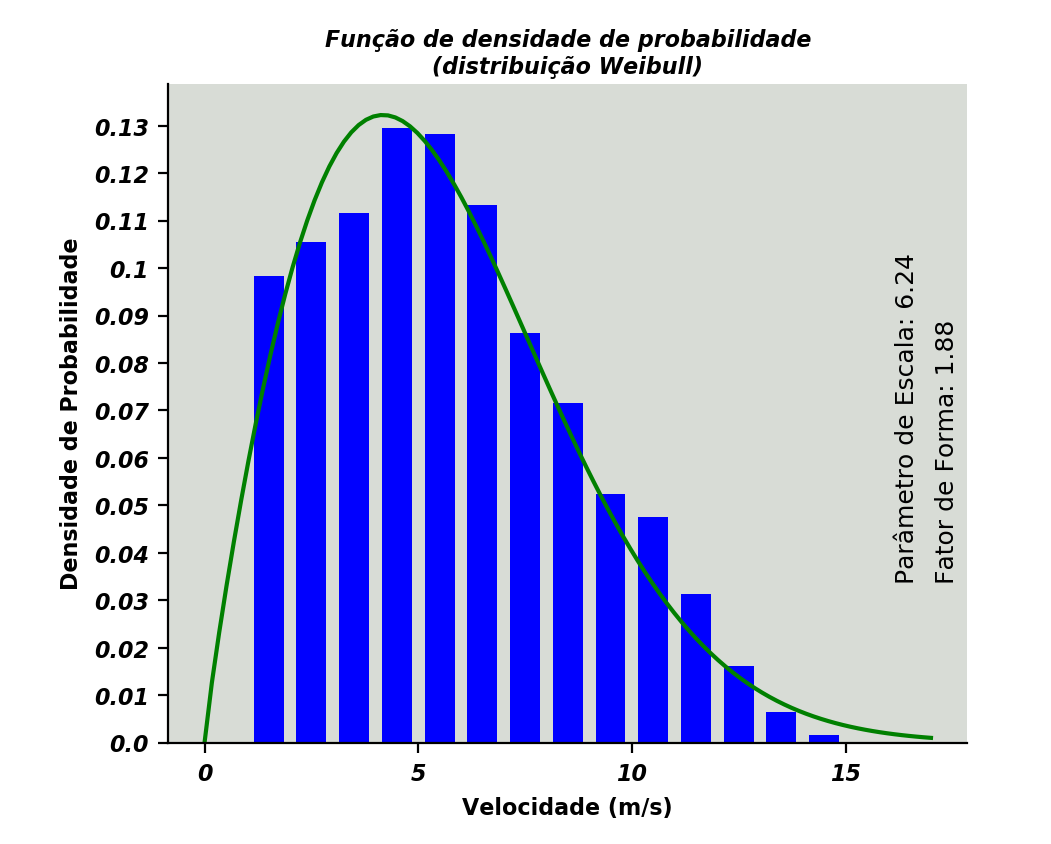 Função de densidade de probabilidade
(distribuição Weibull)
Densidade de Probabilidade
0.13
0.12
0.11
0.1
0.09
0.08
0.07
0.06
0.05
0.04
0.03
0.02
0.01
0.0
Parâmetro de Escala: 6.24
Fator de Forma: 1.88
0 5 10 15
Velocidade (m/s)